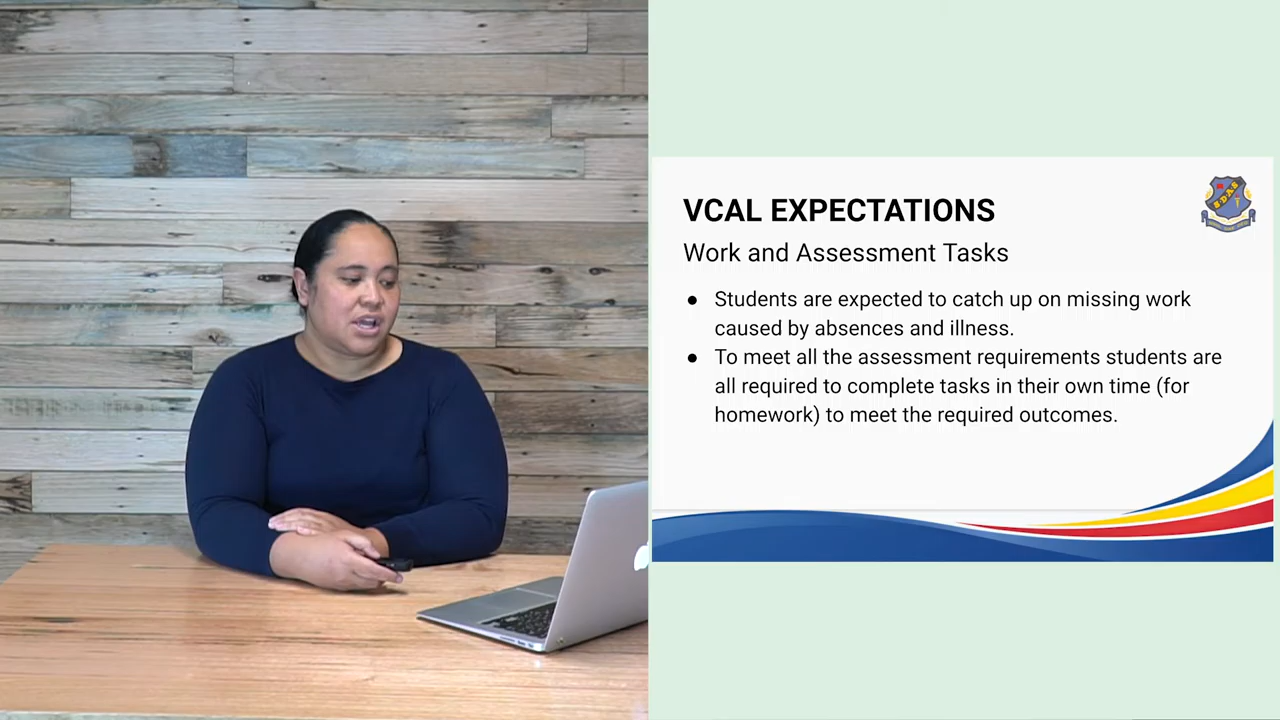 VCAL EXPECTATIONS
Work and Assessment Tasks
● Students are expected to catch up on missing work
caused by absences and illness.
● To meet all the assessment requirements students are
all required to complete tasks in their own time (for
homework) to meet the required outcomes.